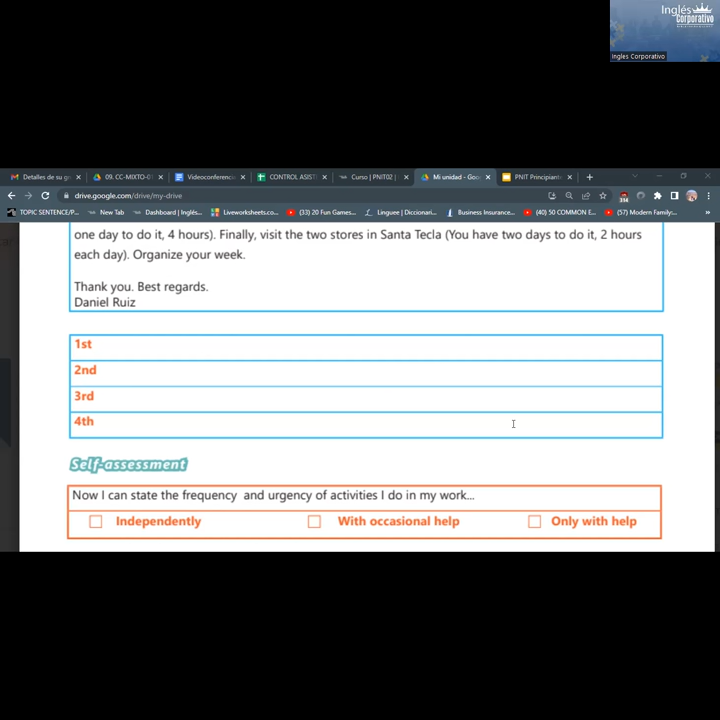 Inglés
Corporativo
Ingles Corporativo
Detalles de su g
09. CC-MIXTO-01
Videoconferenci
CONTROL ASIST
Curso | PNIT02 |
Mi unidad - Goo
PNIT Principiant
drive.google.com/drive/my-drive
334
TOPIC SENTENCE/P...
New Tab
Dashboard | Inglés...
Liveworksheets.co...
(33) 20 Fun Games...
Linguee | Diccionari...
Business Insurance...
(40) 50 COMMON E...
(57) Modern Family:...
one day to do it, 4 hours). Finally, visit the two stores in Santa Tecla (You have two days to do it, 2 hours
each day). Organize your week.
Thank you. Best regards.
Daniel Ruiz
1st
2nd
3rd
4th
Self-assessment
Now I can state the frequency and urgency of activities I do in my work...
Independently
With occasional help
Only with help